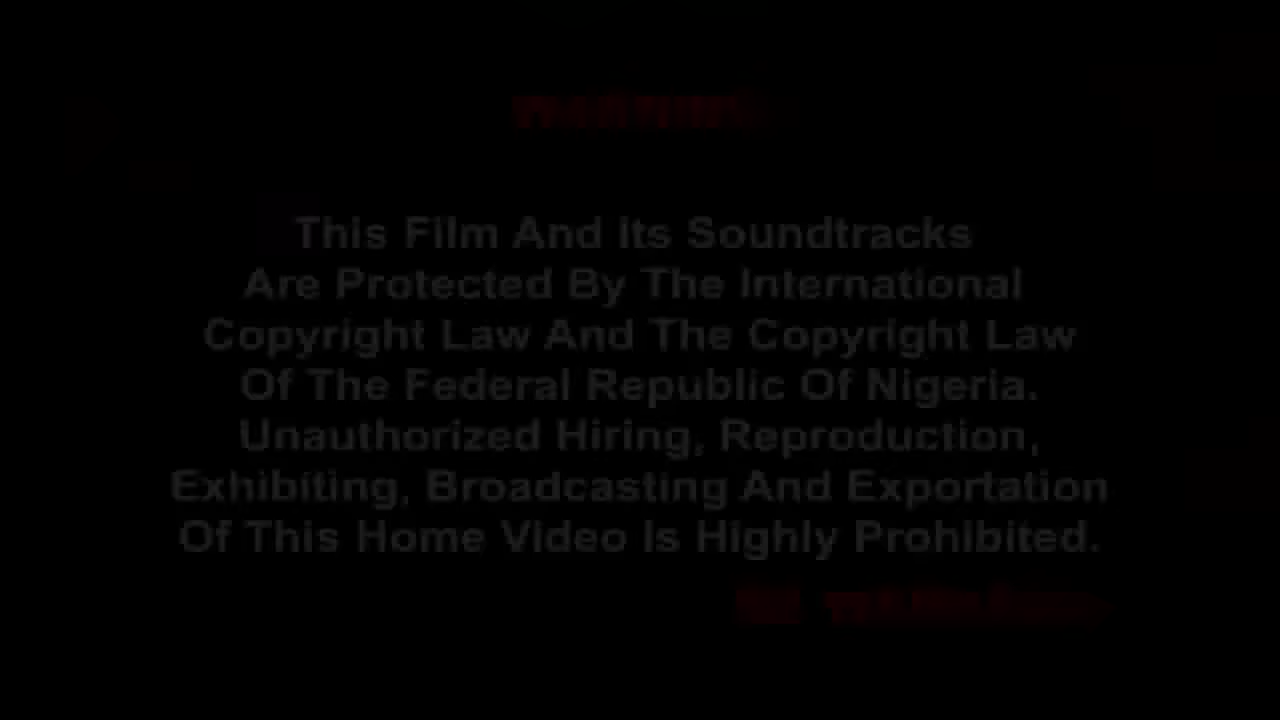 WARNING
This Film And Its Soundtracks
Are Protected By The International
Copyright Law And The Copyright Law
Of The Federal Republic Of Nigeria.
Unauthorized Hiring, Reproduction,
Exhibiting, Broadcasting And Exportation
Of This Home Video Is Highly Prohibited.